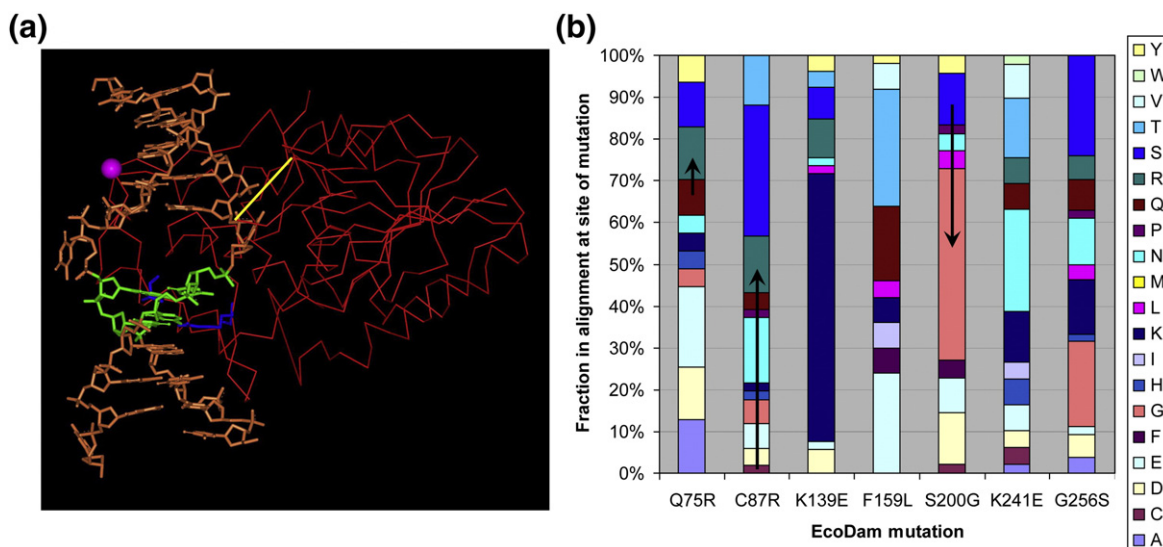 (a)
(b)
Fraction in alignment at site of mutation
100%
90%
80%
70%
60%
50%
40%
30%
20%
10%
0%
Q75R C87R K139E F159L S200G K241E G256S
EcoDam mutation
Y
W
V
T
S
R
Q
P
N
M
L
K
I
H
G
F
E
D
C
A